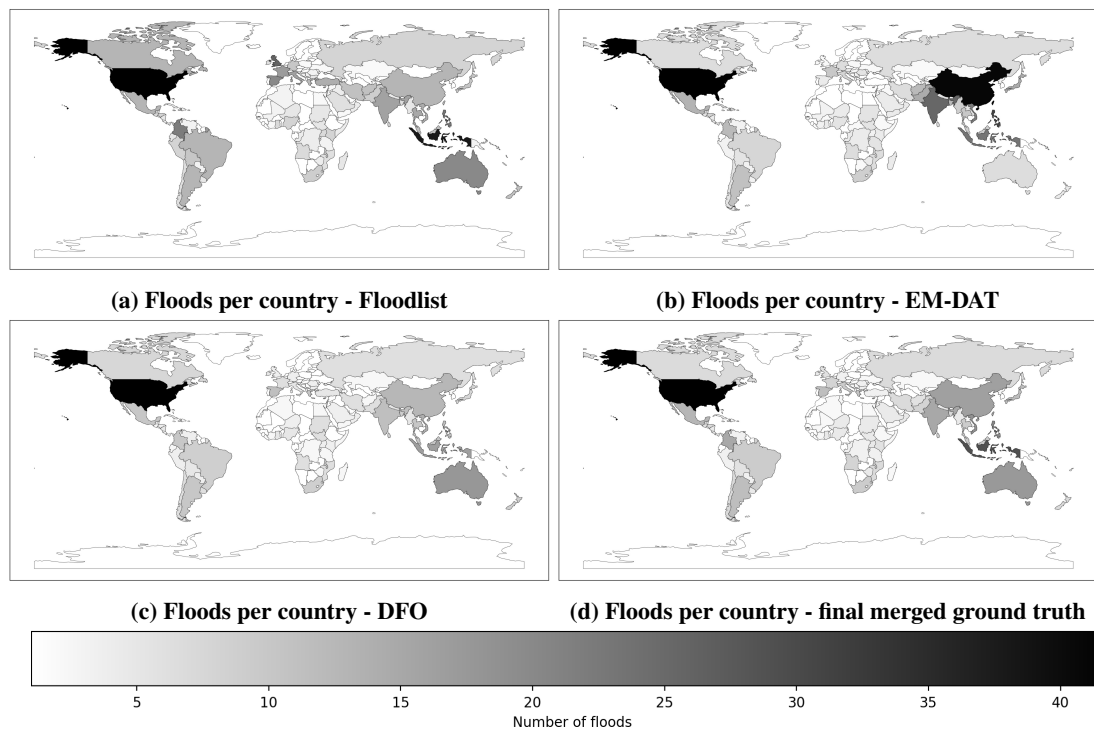 (a) Floods per country - Floodlist
(b) Floods per country - EM-DAT
(c) Floods per country - DFO
(d) Floods per country - final merged ground truth
5 10 15 20 25 30 35 40
Number of floods